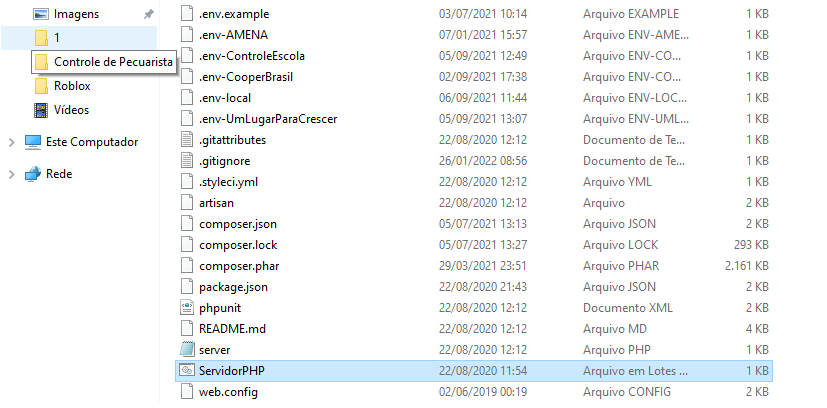 Imagens
1
Controle de Pecuarista
Roblox
Vídeos
Este Computador
Rede
.env.example 03/07/2021 10:14 Arquivo EXAMPLE 1 KB
.env-AMENA 07/01/2021 15:57 Arquivo ENV-AME... 1 KB
.env-ControleEscola 05/09/2021 12:49 Arquivo ENV-CO... 1 KB
.env-CooperBrasil 02/09/2021 17:38 Arquivo ENV-CO... 1 KB
.env-local 06/09/2021 11:44 Arquivo ENV-LOC... 1 KB
.env-UmLugarParaCrescer 05/09/2021 13:07 Arquivo ENV-UML... 1 KB
.gitattributes 22/08/2020 12:12 Documento de Te... 1 KB
.gitignore 26/01/2022 08:56 Documento de Te... 1 KB
.styleci.yml 22/08/2020 12:12 Arquivo YML 1 KB
artisan 22/08/2020 12:12 Arquivo 2 KB
composer.json 05/07/2021 13:13 Arquivo JSON 2 KB
composer.lock 05/07/2021 13:27 Arquivo LOCK 293 KB
composer.phar 29/03/2021 23:51 Arquivo PHAR 2.161 KB
package.json 22/08/2020 21:43 Arquivo JSON 2 KB
phpunit 22/08/2020 12:12 Documento XML 2 KB
README.md 22/08/2020 12:12 Arquivo MD 4 KB
server 22/08/2020 12:12 Arquivo PHP 1 KB
ServidorPHP 22/08/2020 11:54 Arquivo em Lotes ... 1 KB
web.config 02/06/2019 00:19 Arquivo CONFIG 2 KB